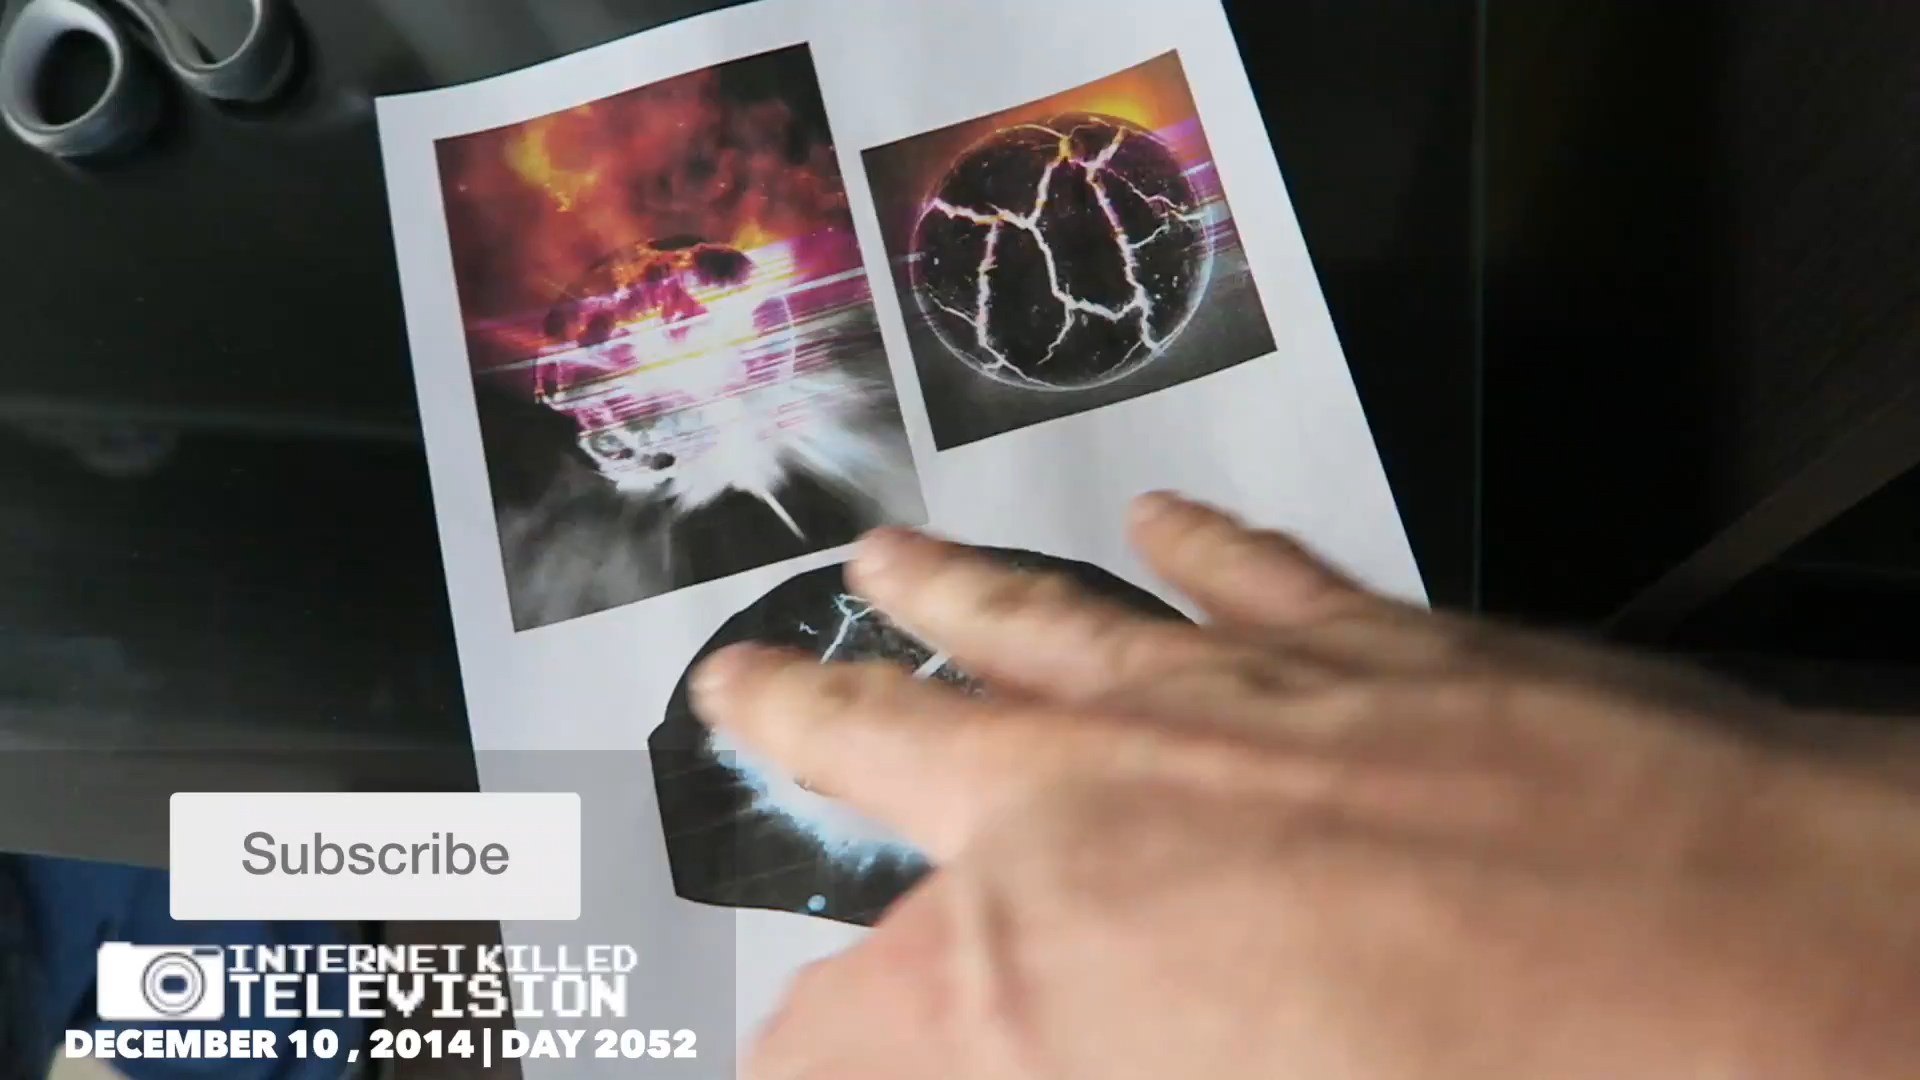 Subscribe
INTERNET KILLED
TELEVISION
DECEMBER 10 , 2014 | DAY 2052